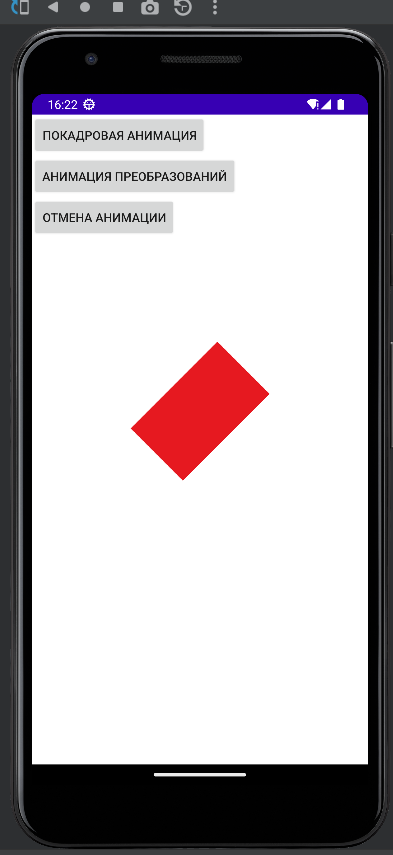 16:22
ПОКАДРОВАЯ АНИМАЦИЯ
АНИМАЦИЯ ПРЕОБРАЗОВАНИЙ
ОТМЕНА АНИМАЦИИ